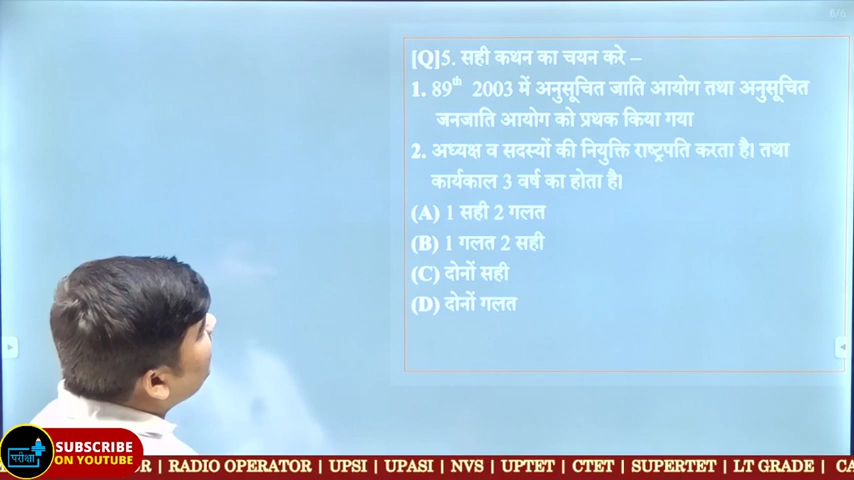 6/6
[Q]5. सही कथन का चयन करे –
1. 89th 2003 में अनुसूचित जाति आयोग तथा अनुसूचित
जनजाति आयोग को प्रथक किया गया
2. अध्यक्ष व सदस्यों की नियुक्ति राष्ट्रपति करता है। तथा
कार्यकाल 3 वर्ष का होता है।
(A) 1 सही 2 गलत
(B) 1 गलत 2 सही
(C) दोनों सही
(D) दोनों गलत
परीक्षा
SUBSCRIBE
ON YOUTUBE
R | RADIO OPERATOR | UPSI | UPASI | NVS | UPTET | CTET | SUPERTET | LT GRADE | CA